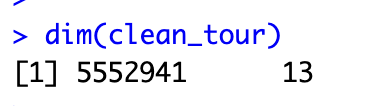 > dim(clean_tour)
[1] 5552941      13